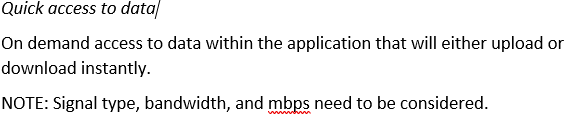 Quick access to data
On demand access to data within the application that will either upload or
download instantly.
NOTE: Signal type, bandwidth, and mbps need to be considered.